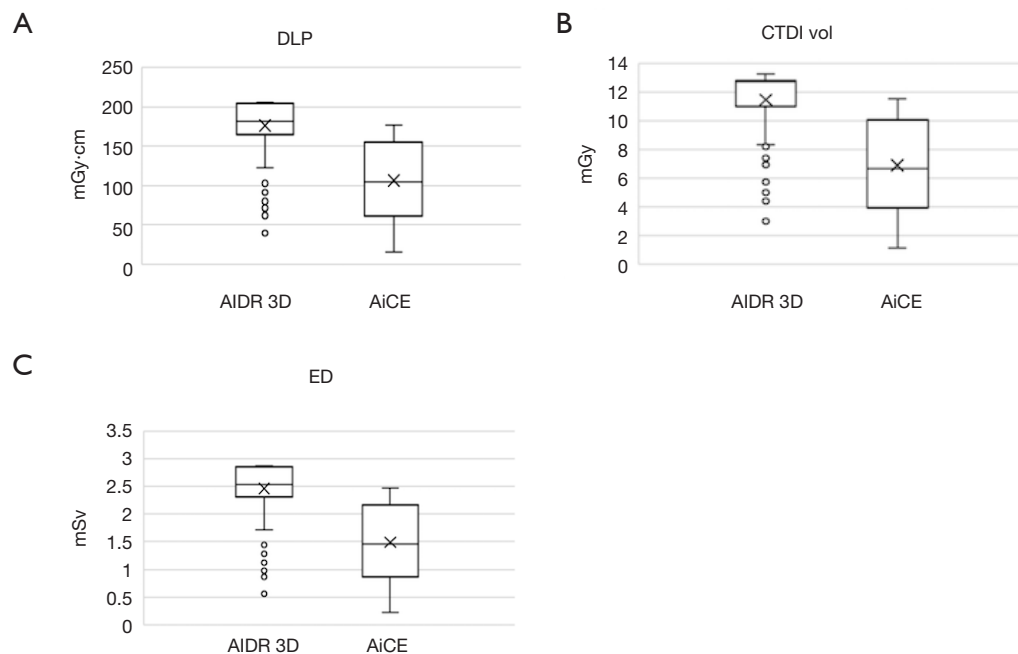 A
DLP
250
200
150
100
50
0
mGy·cm
AIDR 3D AiCE
B
CTDI vol
14
12
10
8
6
4
2
0
mGy
AIDR 3D AiCE
C
ED
3.5
3
2.5
2
1.5
1
0.5
0
mSv
AIDR 3D AiCE